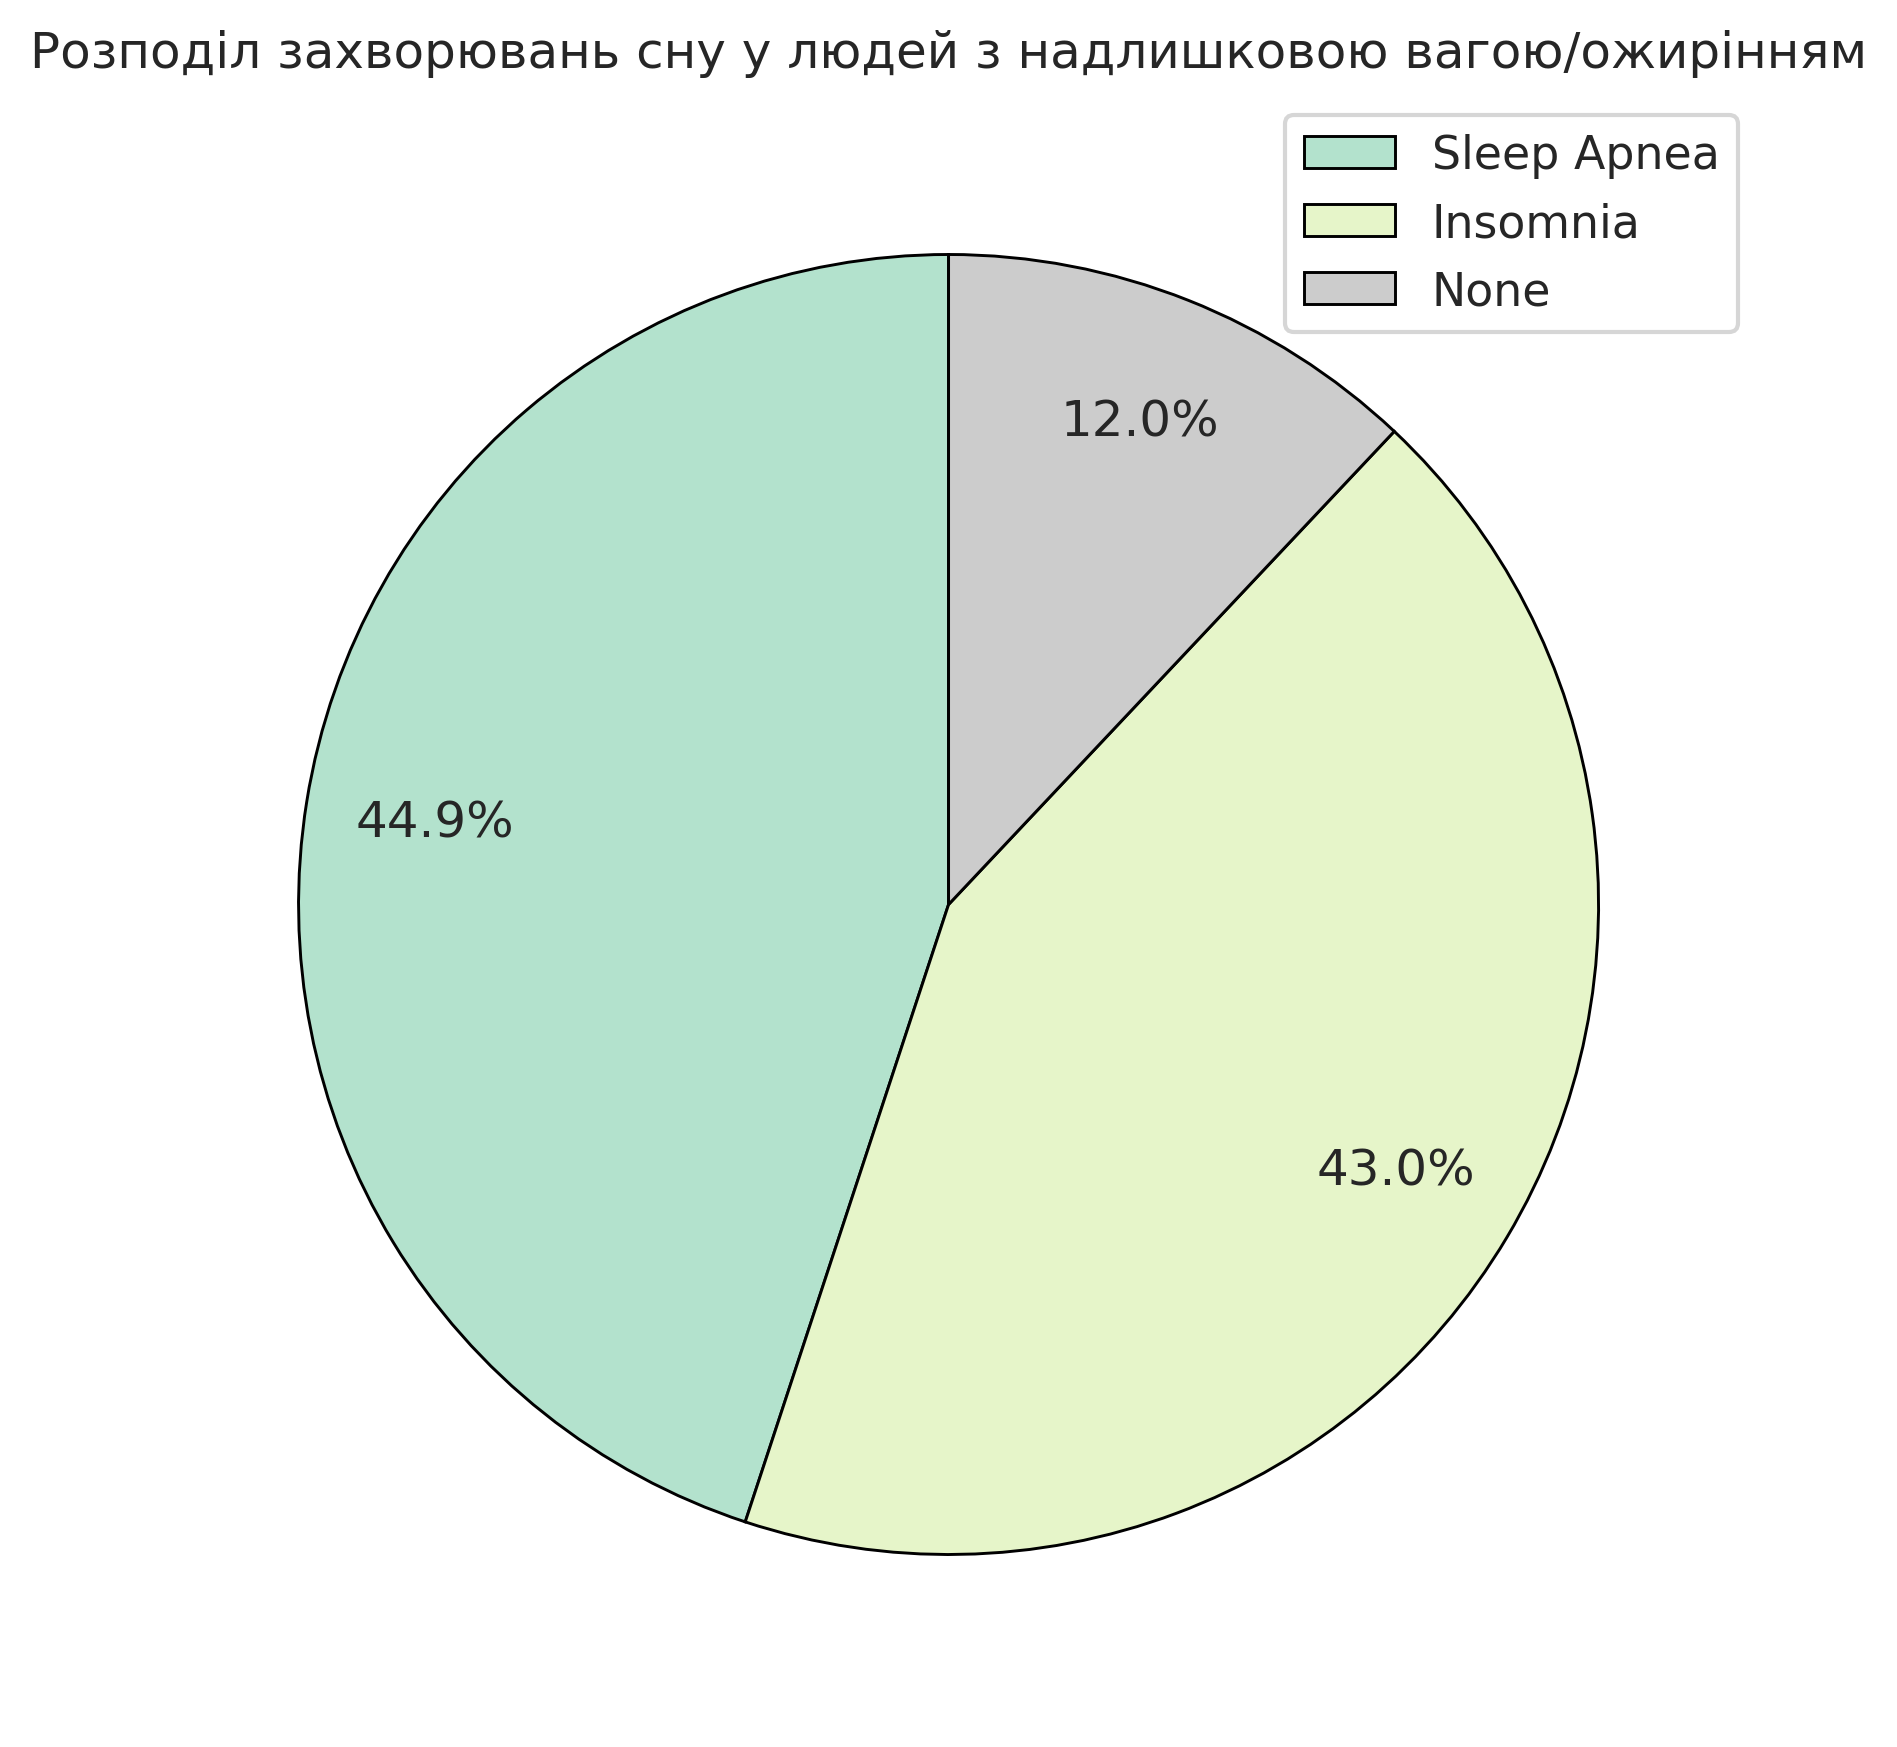 Розподіл захворювань сну у людей з надлишковою вагою/ожирінням
Sleep Apnea
Insomnia
None
12.0%
44.9%
43.0%